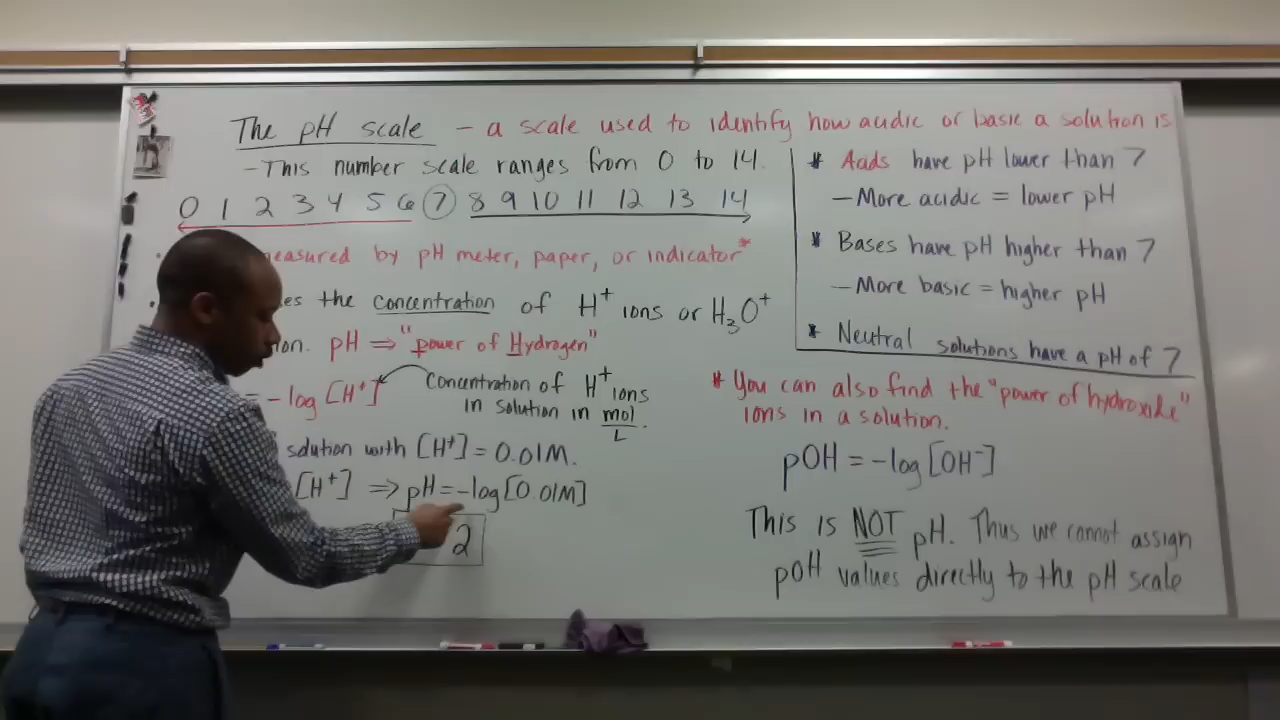 The pH scale - a scale used to identify how acidic or basic a solution is
- This number scale ranges from 0 to 14.
0 1 2 3 4 5 6 7 8 9 10 11 12 13 14
measured by pH meter, paper, or indicator*
the concentration of H+ ions or H3O+
pH ⇒ "power of Hydrogen"
= -log [H+]
Concentration of H+ ions
in solution in mol/L.
solution with [H+] = 0.01M.
[H+] ⇒ pH = -log [0.01M]
2
* Acids have pH lower than 7
- More acidic = lower pH
* Bases have pH higher than 7
- More basic = higher pH
* Neutral solutions have a pH of 7
* You can also find the "power of hydroxide"
ions in a solution.
pOH = -log [OH-]
This is NOT pH. Thus we cannot assign
pOH values directly to the pH scale